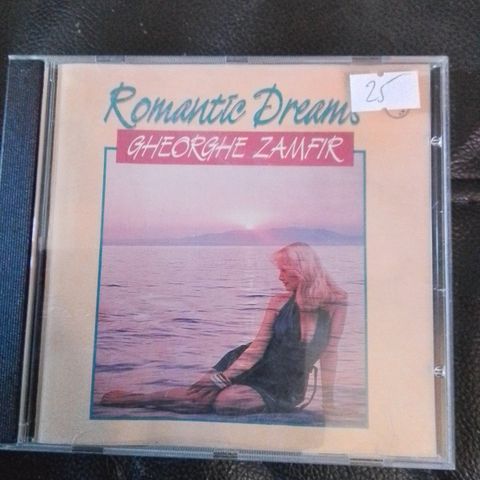 Romantic Dreams
25
GHEORGHE ZAMFIR